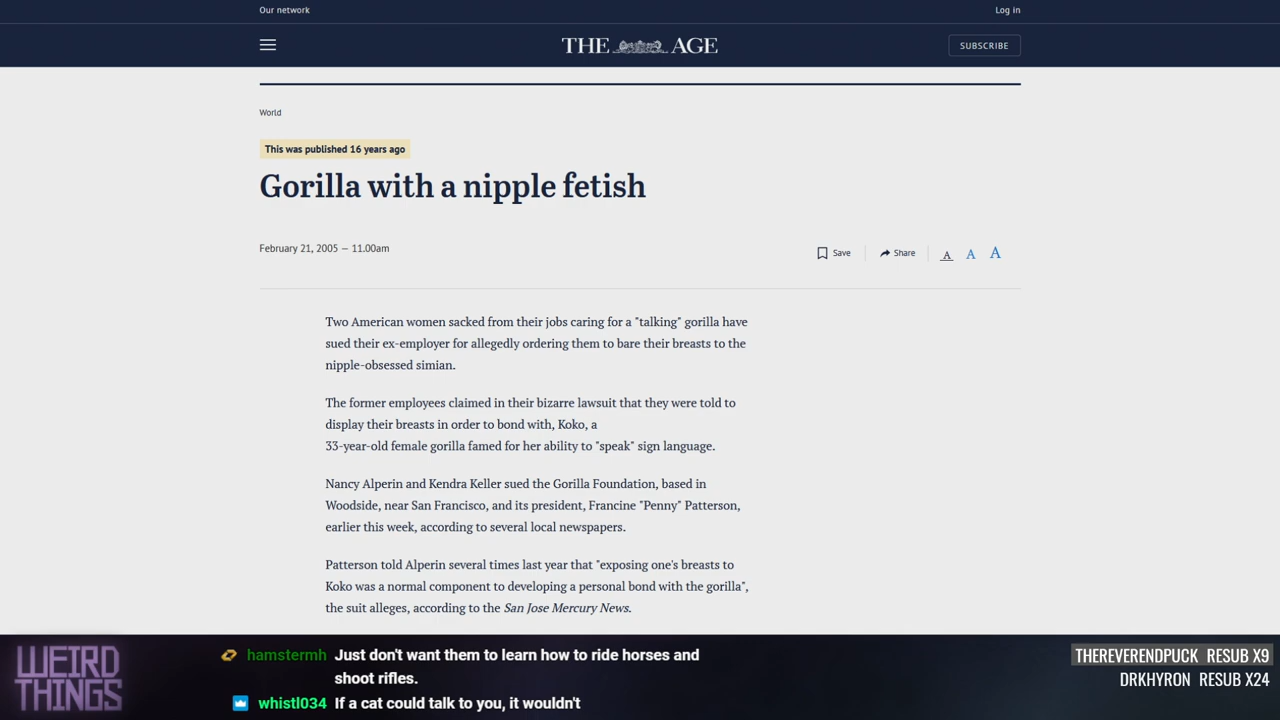 Our network
Log in
THE AGE
SUBSCRIBE
World
This was published 16 years ago
Gorilla with a nipple fetish
February 21, 2005 — 11.00am
Save
Share
A A A
Two American women sacked from their jobs caring for a "talking" gorilla have
sued their ex-employer for allegedly ordering them to bare their breasts to the
nipple-obsessed simian.
The former employees claimed in their bizarre lawsuit that they were told to
display their breasts in order to bond with, Koko, a
33-year-old female gorilla famed for her ability to "speak" sign language.
Nancy Alperin and Kendra Keller sued the Gorilla Foundation, based in
Woodside, near San Francisco, and its president, Francine "Penny" Patterson,
earlier this week, according to several local newspapers.
Patterson told Alperin several times last year that "exposing one's breasts to
Koko was a normal component to developing a personal bond with the gorilla",
the suit alleges, according to the San Jose Mercury News.
WEIRD
THINGS
hamstermh Just don't want them to learn how to ride horses and
shoot rifles.
whistl034 If a cat could talk to you, it wouldn't
THEREVERENDPUCK RESUB X9
DRKHYRON RESUB X24